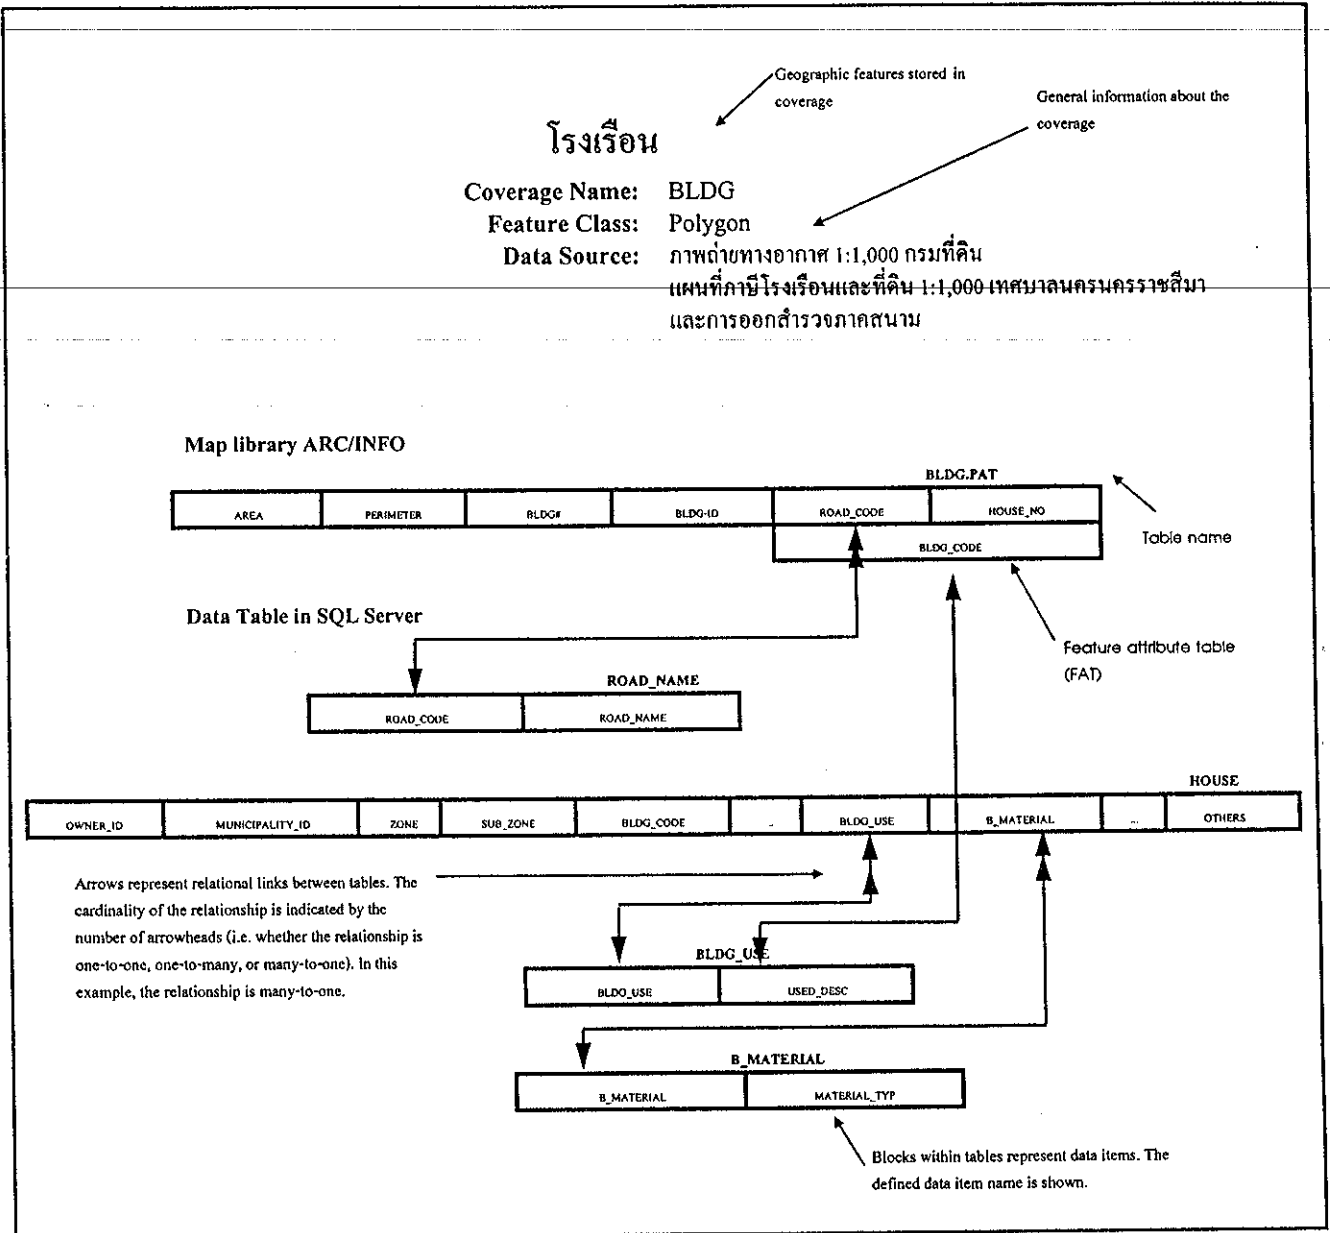 Geographic features stored in
coverage
General information about the
coverage
โรงเรือน
Coverage Name: BLDG
Feature Class: Polygon
Data Source: ภาพถ่ายทางอากาศ 1:1,000 กรมที่ดิน
แผนที่ภาษีโรงเรือนและที่ดิน 1:1,000 เทศบาลนครนครราชสีมา
และการออกสำรวจภาคสนาม
Map library ARC/INFO
BLDG.PAT
AREA PERIMETER BLDG# BLDG-ID ROAD_CODE HOUSE_NO
BLDG_CODE
Table name
Data Table in SQL Server
Feature attribute table
(FAT)
ROAD_NAME
ROAD_CODE ROAD_NAME
HOUSE
OWNER_ID MUNICIPALITY_ID ZONE SUB_ZONE BLDG_CODE ... BLDG_USE B_MATERIAL ... OTHERS
Arrows represent relational links between tables. The
cardinality of the relationship is indicated by the
number of arrowheads (i.e. whether the relationship is
one-to-one, one-to-many, or many-to-one). In this
example, the relationship is many-to-one.
BLDG_USE
BLDG_USE USED_DESC
B_MATERIAL
B_MATERIAL MATERIAL_TYP
Blocks within tables represent data items. The
defined data item name is shown.